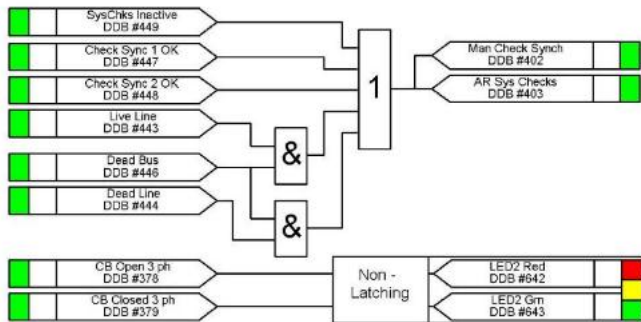 SysChks Inactive
DDB #449
Check Sync 1 OK
DDB #447
Check Sync 2 OK
DDB #448
Live Line
DDB #443
Dead Bus
DDB #446
Dead Line
DDB #444
&
&
1
Man Check Synch
DDB #402
AR Sys Checks
DDB #403
CB Open 3 ph
DDB #378
CB Closed 3 ph
DDB #379
Non -
Latching
LED2 Red
DDB #642
LED2 Grn
DDB #643